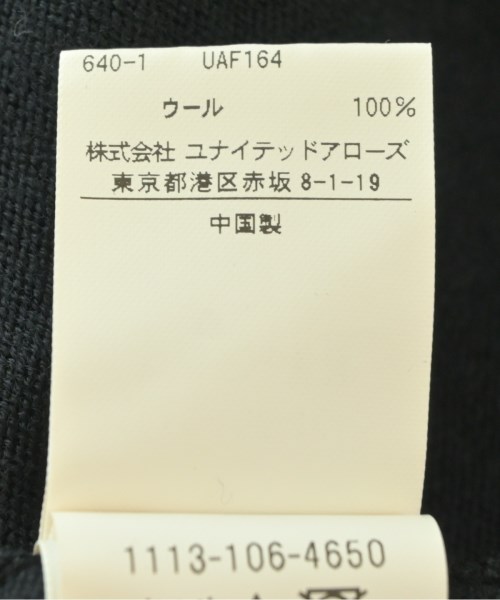 640-1 UAF164
ウール 100%
株式会社 ユナイテッドアローズ
東京都港区赤坂 8-1-19
中国製
1113-106-4650